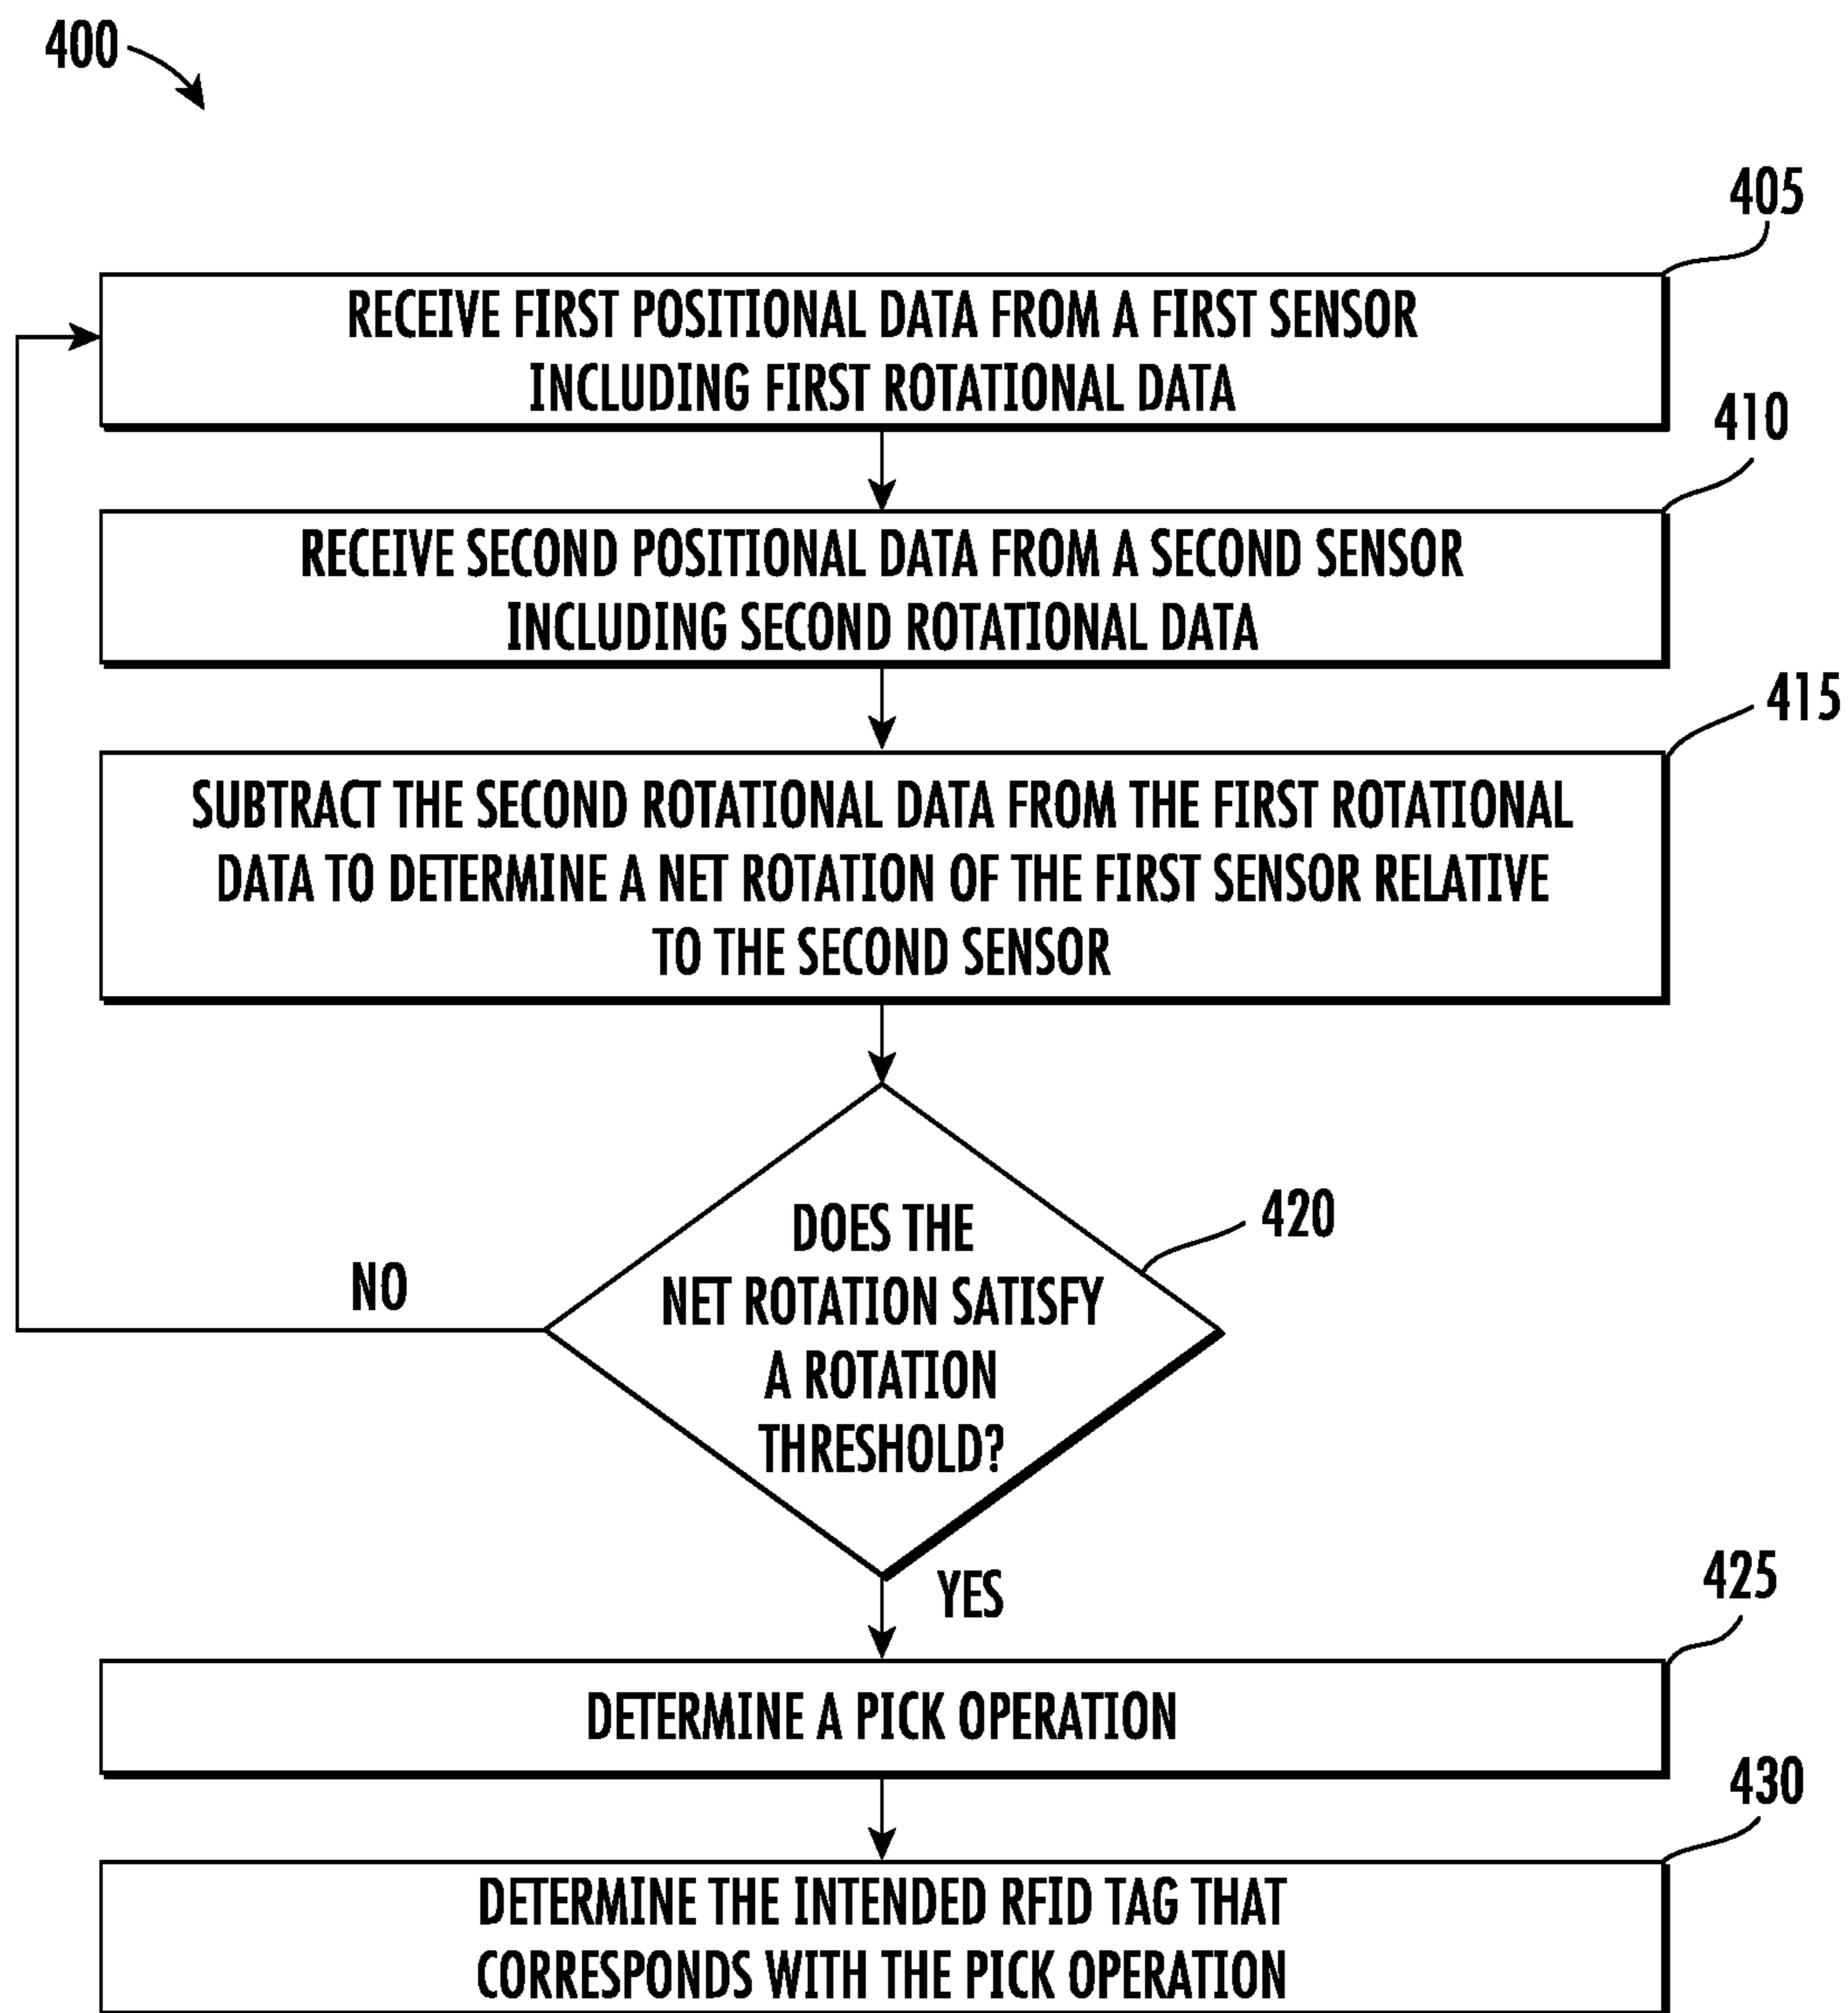 400
405
RECEIVE FIRST POSITIONAL DATA FROM A FIRST SENSOR
INCLUDING FIRST ROTATIONAL DATA
410
RECEIVE SECOND POSITIONAL DATA FROM A SECOND SENSOR
INCLUDING SECOND ROTATIONAL DATA
415
SUBTRACT THE SECOND ROTATIONAL DATA FROM THE FIRST ROTATIONAL
DATA TO DETERMINE A NET ROTATION OF THE FIRST SENSOR RELATIVE
TO THE SECOND SENSOR
420
DOES THE
NET ROTATION SATISFY
A ROTATION
THRESHOLD?
NO
YES
425
DETERMINE A PICK OPERATION
430
DETERMINE THE INTENDED RFID TAG THAT
CORRESPONDS WITH THE PICK OPERATION